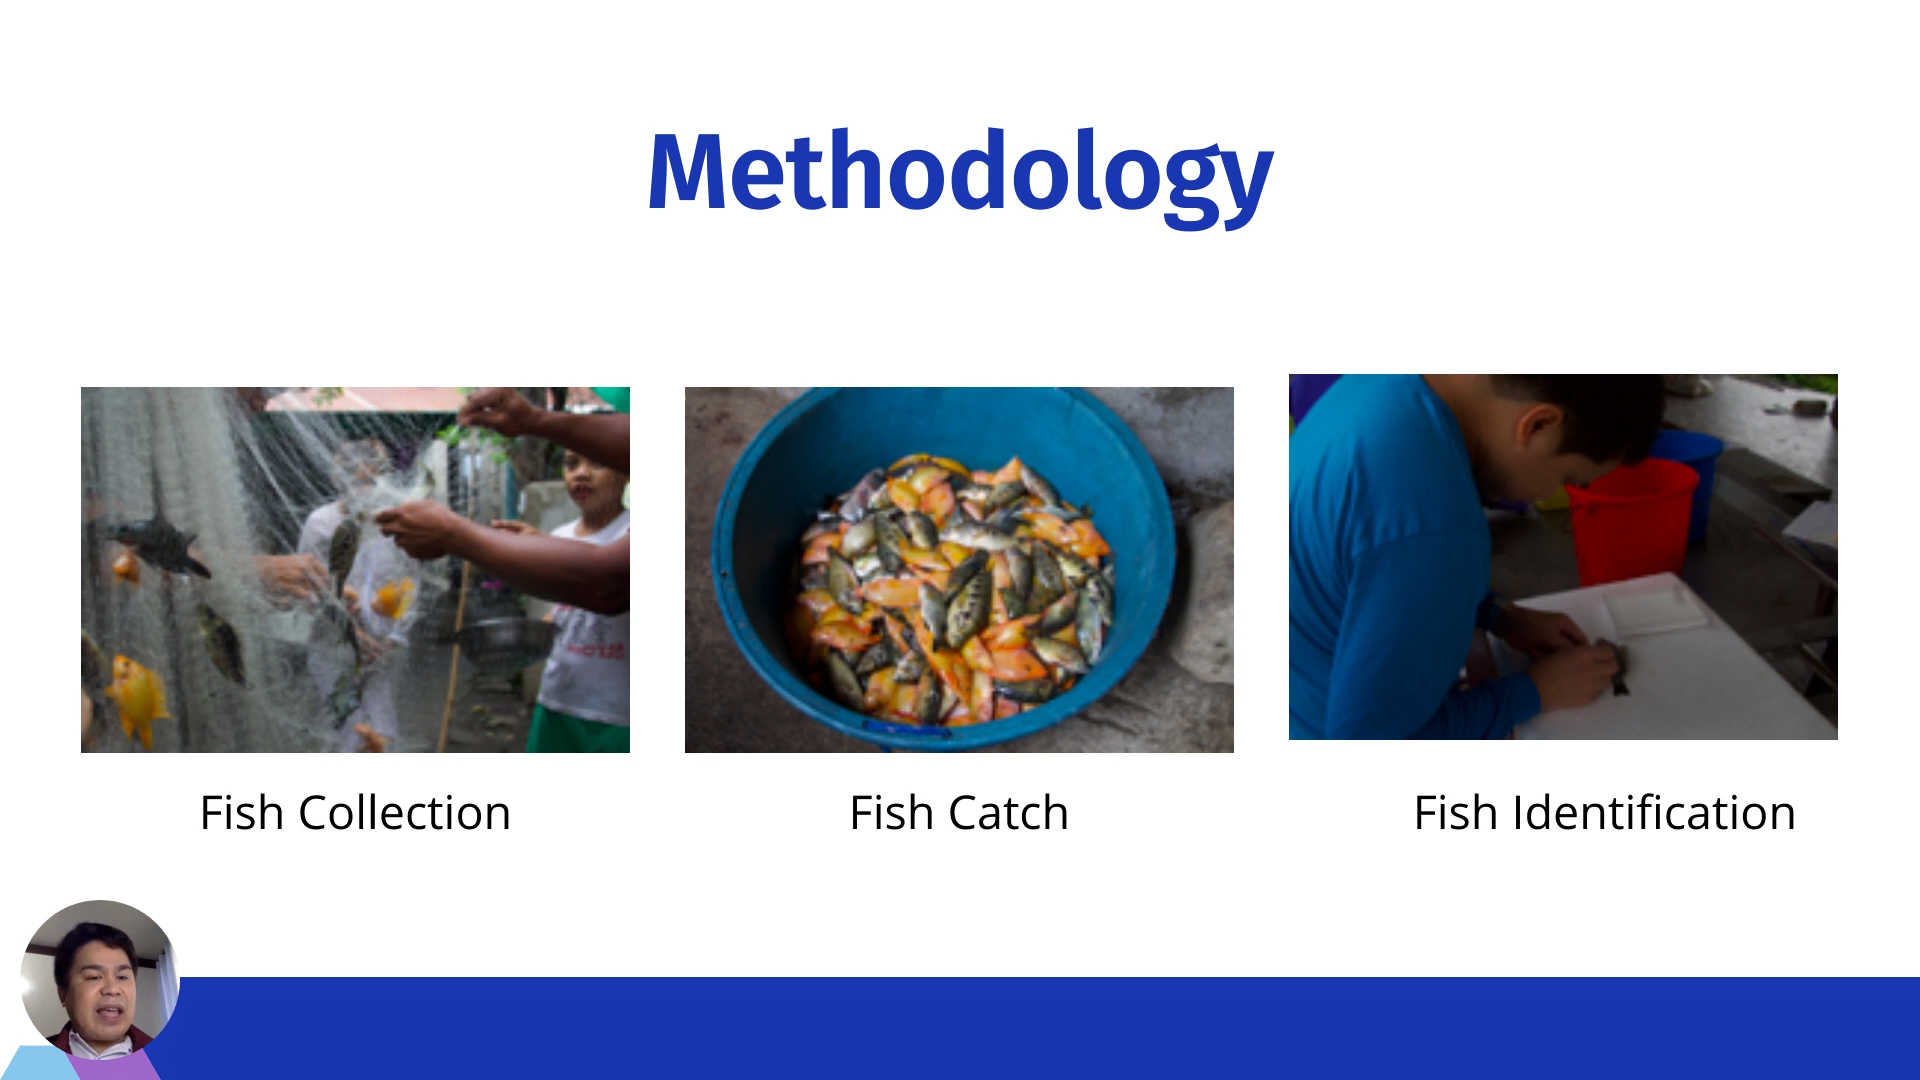 Methodology
Fish Collection
Fish Catch
Fish Identification